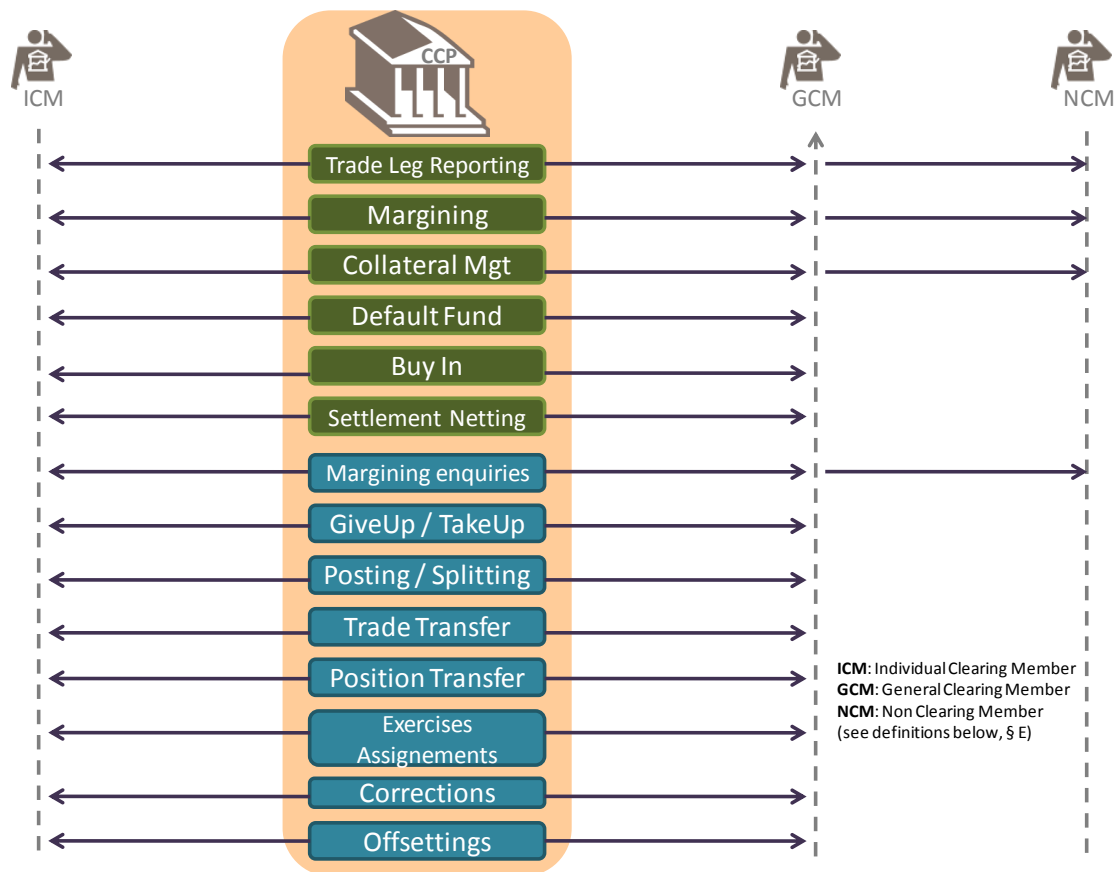 CCP
ICM
GCM
NCM
Trade Leg Reporting
Margining
Collateral Mgt
Default Fund
Buy In
Settlement Netting
Margining enquiries
GiveUp / TakeUp
Posting / Splitting
Trade Transfer
Position Transfer
Exercises
Assignements
Corrections
Offsettings
ICM: Individual Clearing Member
GCM: General Clearing Member
NCM: Non Clearing Member
(see definitions below, § E)